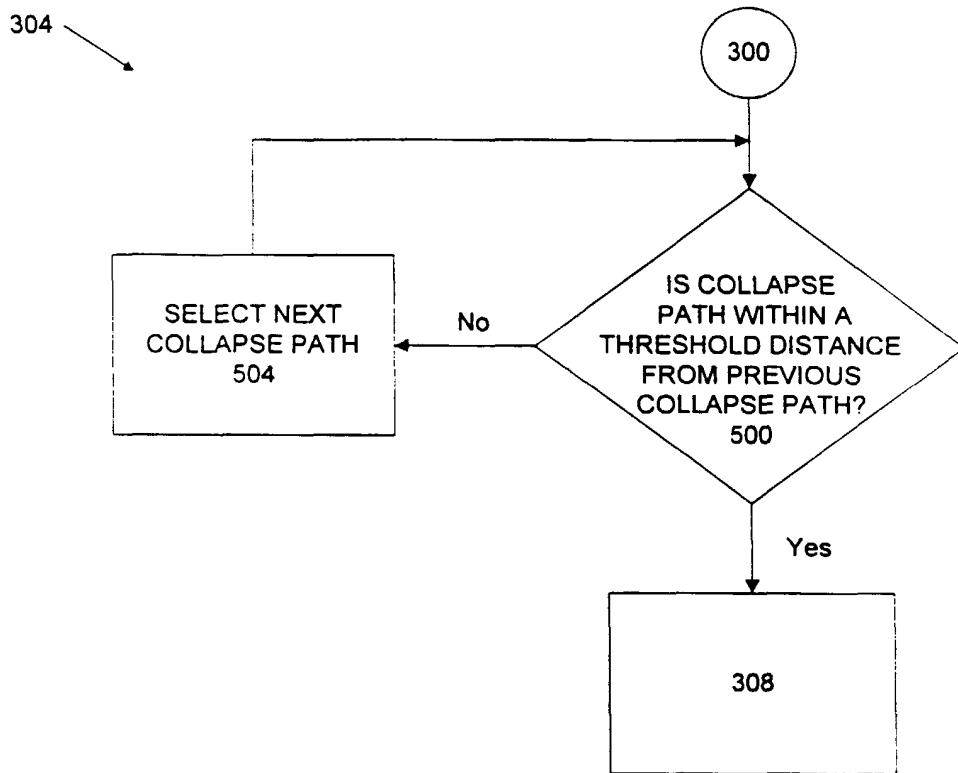 304
300
SELECT NEXT
COLLAPSE PATH
504
No
IS COLLAPSE
PATH WITHIN A
THRESHOLD DISTANCE
FROM PREVIOUS
COLLAPSE PATH?
500
Yes
308